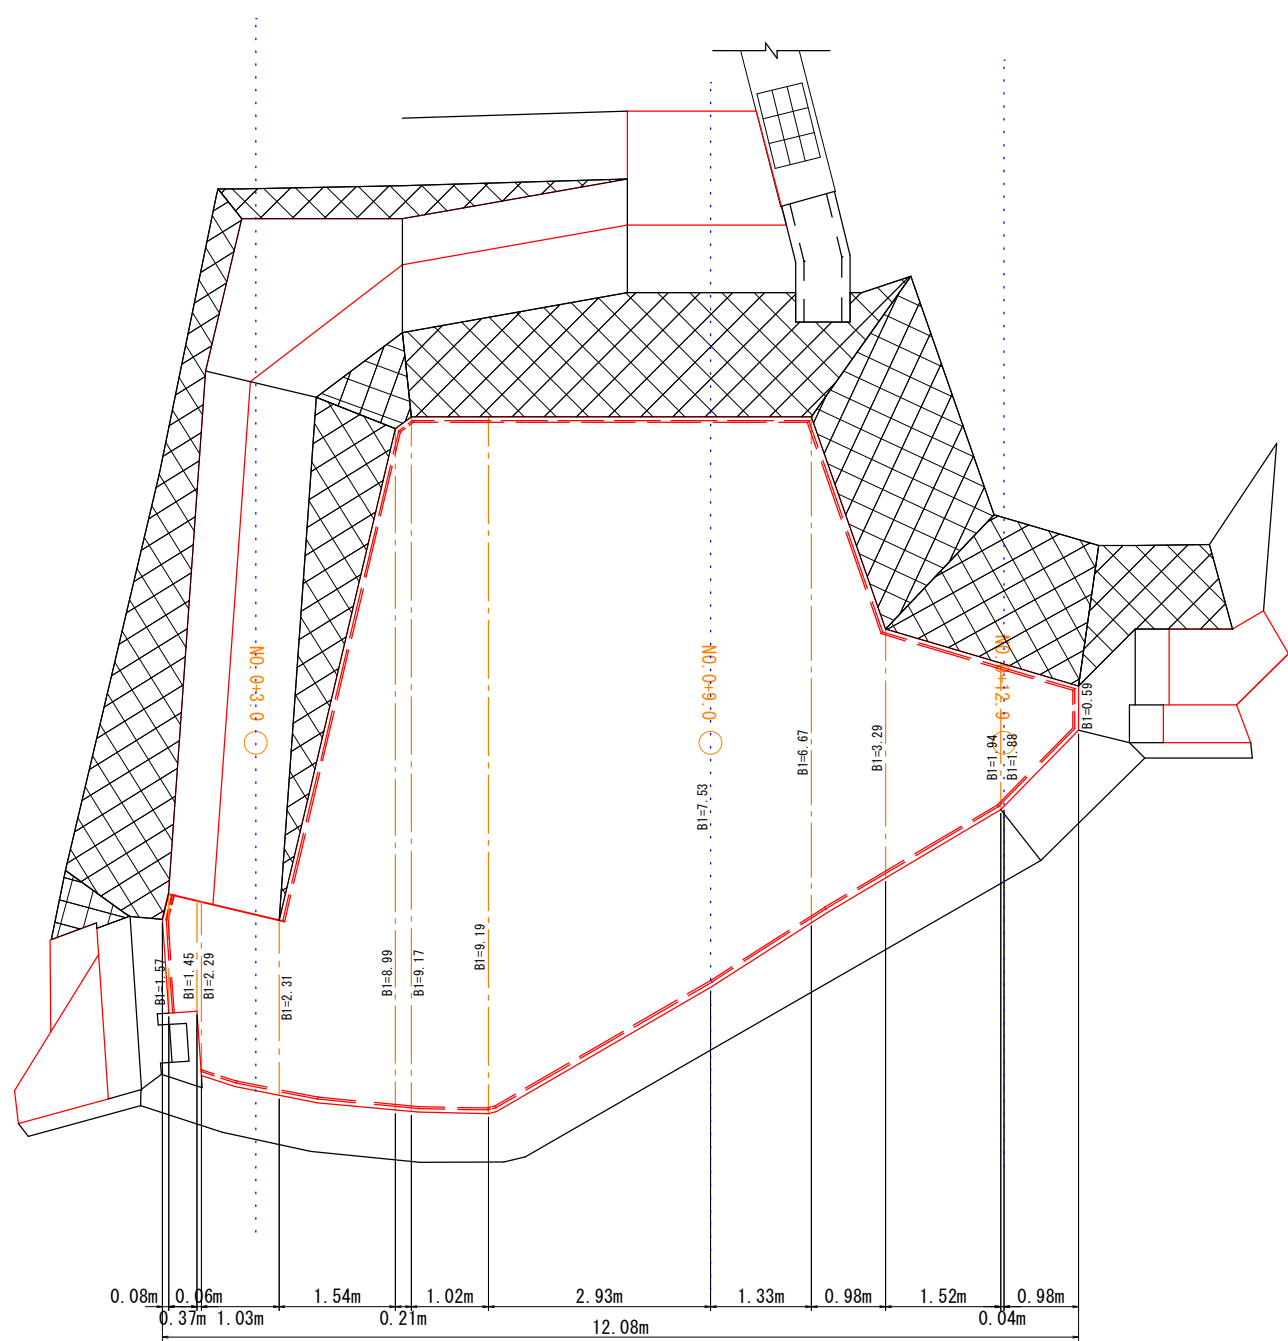 NO. 0+3. 0
NO. 0+9. 0
NO. 0+12. 0
B1=1.57
B1=1.45
B1=2.29
B1=2.31
B1=8.99
B1=9.17
B1=9.19
B1=7.53
B1=6.67
B1=3.29
B1=1.94
B1=1.88
B1=0.59
0.08m
0.06m
1.54m
1.02m
2.93m
1.33m
0.98m
1.52m
0.98m
0.37m
1.03m
0.21m
0.04m
12.08m